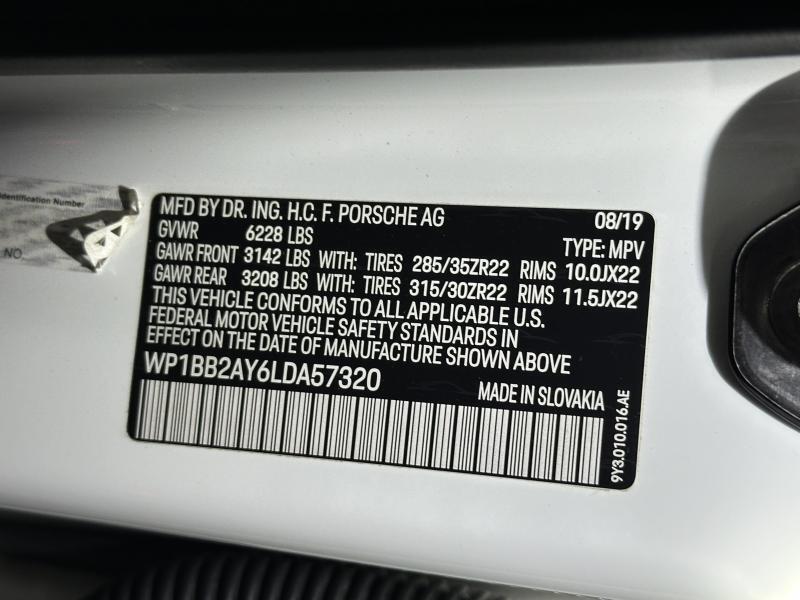 Identification Number
NO.
MFD BY DR. ING. H.C. F. PORSCHE AG 08/19
GVWR 6228 LBS TYPE: MPV
GAWR FRONT 3142 LBS WITH: TIRES 285/35ZR22 RIMS 10.0JX22
GAWR REAR 3208 LBS WITH: TIRES 315/30ZR22 RIMS 11.5JX22
THIS VEHICLE CONFORMS TO ALL APPLICABLE U.S.
FEDERAL MOTOR VEHICLE SAFETY STANDARDS IN
EFFECT ON THE DATE OF MANUFACTURE SHOWN ABOVE
WP1BB2AY6LDA57320
MADE IN SLOVAKIA
9Y3.010.016.AE